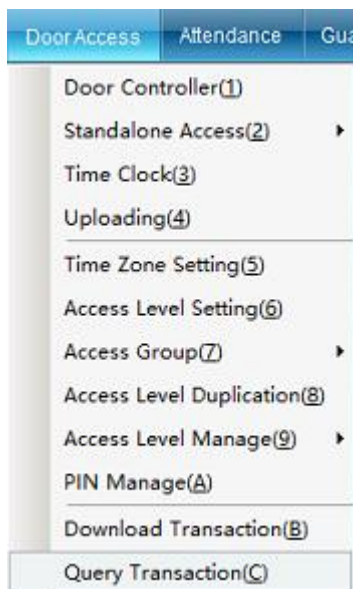 Door Access Attendance Gua
Door Controller(1)
Standalone Access(2)
Time Clock(3)
Uploading(4)
Time Zone Setting(5)
Access Level Setting(6)
Access Group(7)
Access Level Duplication(8)
Access Level Manage(9)
PIN Manage(A)
Download Transaction(B)
Query Transaction(C)